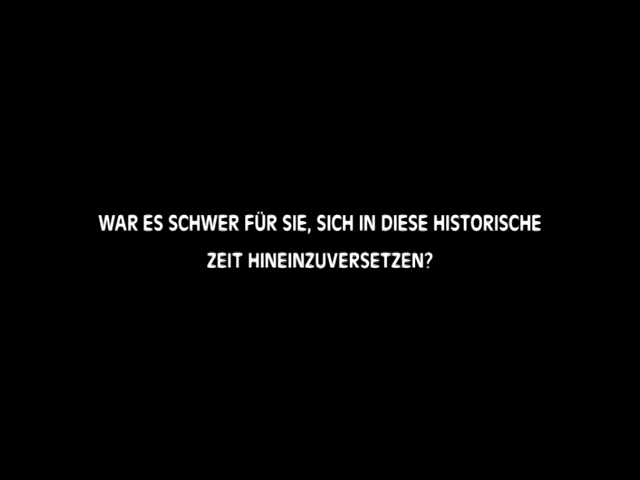 WAR ES SCHWER FÜR SIE, SICH IN DIESE HISTORISCHE
ZEIT HINEINZUVERSETZEN?